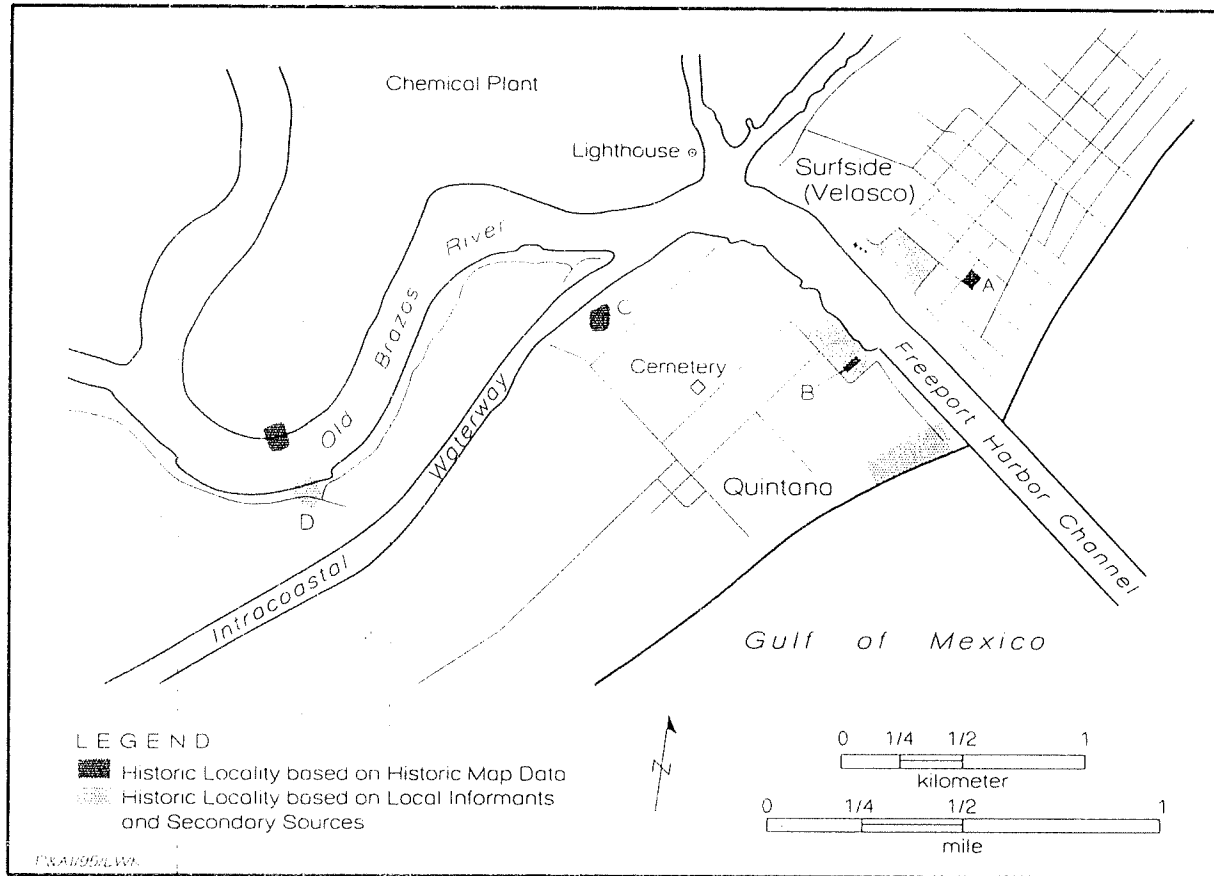 Chemical Plant
Lighthouse
Surfside
(Velasco)
River
Brazos
Old
A
C
Cemetery
B
Freeport Harbor Channel
Waterway
Quintana
D
Intracoastal
Gulf of Mexico
LEGEND
Historic Locality based on Historic Map Data
Historic Locality based on Local Informants
and Secondary Sources
N
0 1/4 1/2 1
kilometer
0 1/4 1/2 1
mile